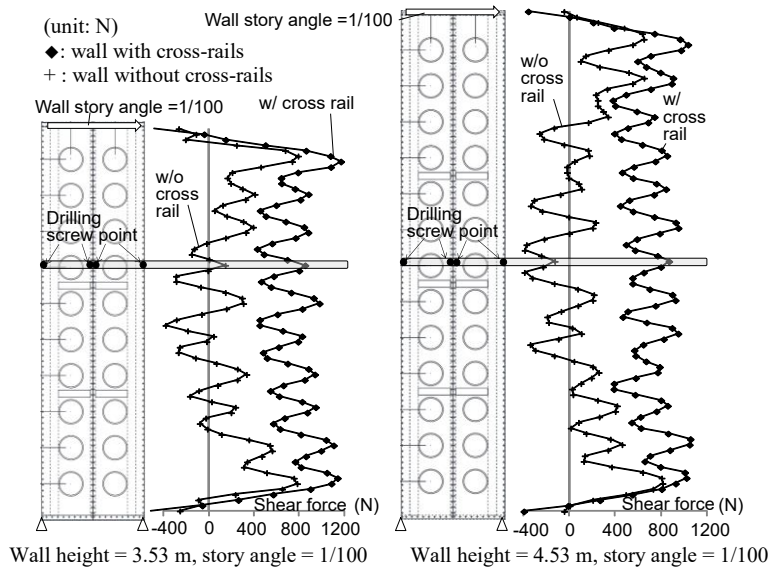 (unit: N)
◆: wall with cross-rails
+ : wall without cross-rails
Wall story angle =1/100
w/ cross rail
w/o
cross
rail
Drilling
screw point
Shear force (N)
-400 0 400 800 1200
Wall height = 3.53 m, story angle = 1/100
Wall story angle =1/100
w/o
cross
rail
w/
cross
rail
Drilling
screw point
Shear force (N)
-400 0 400 800 1200
Wall height = 4.53 m, story angle = 1/100